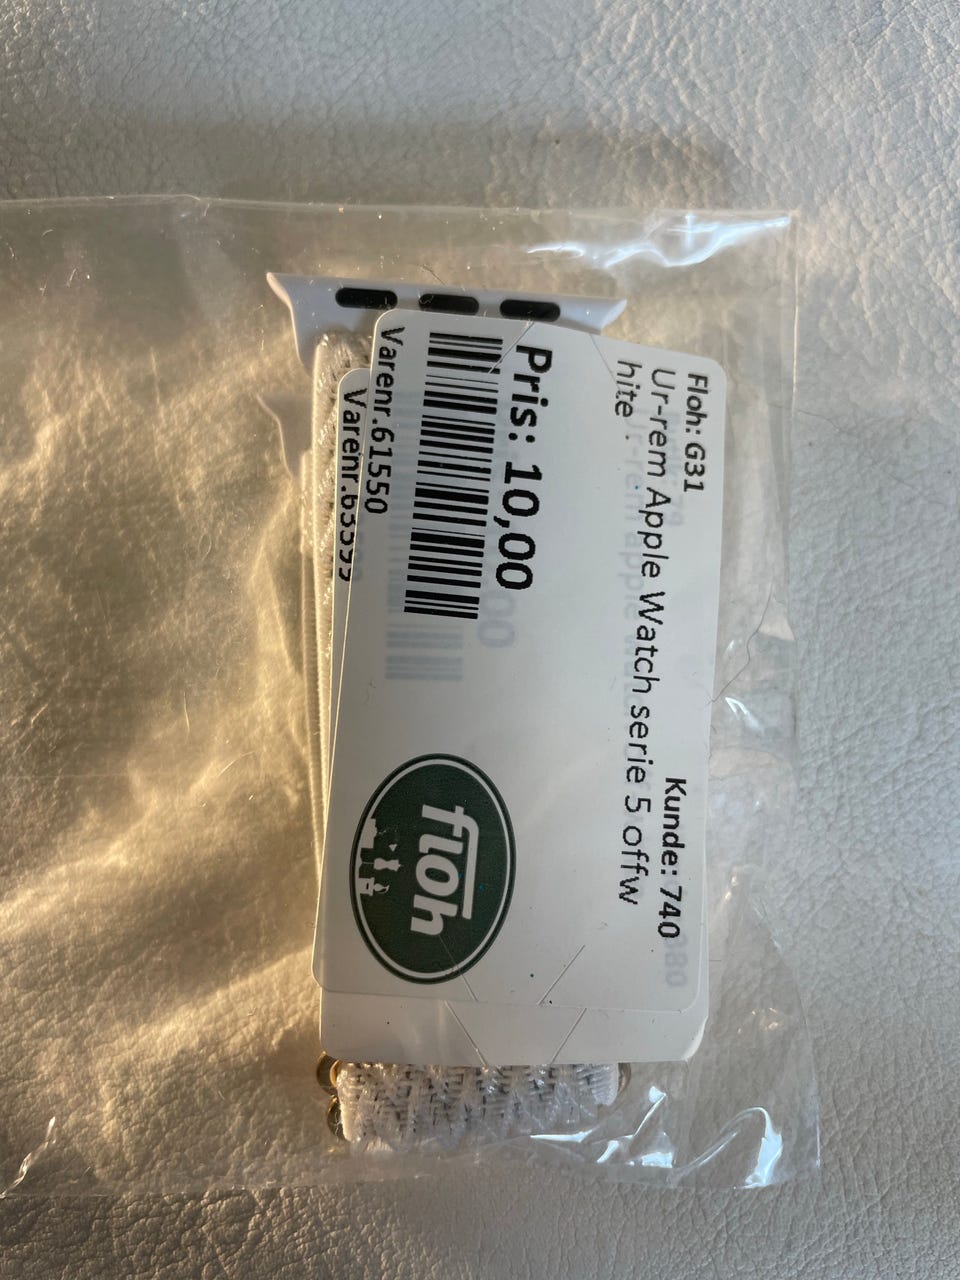 Floh: G31 Kunde: 740
Ur-rem Apple Watch serie 5 offw
hite
Pris: 10,00
Varenr.61550
floh